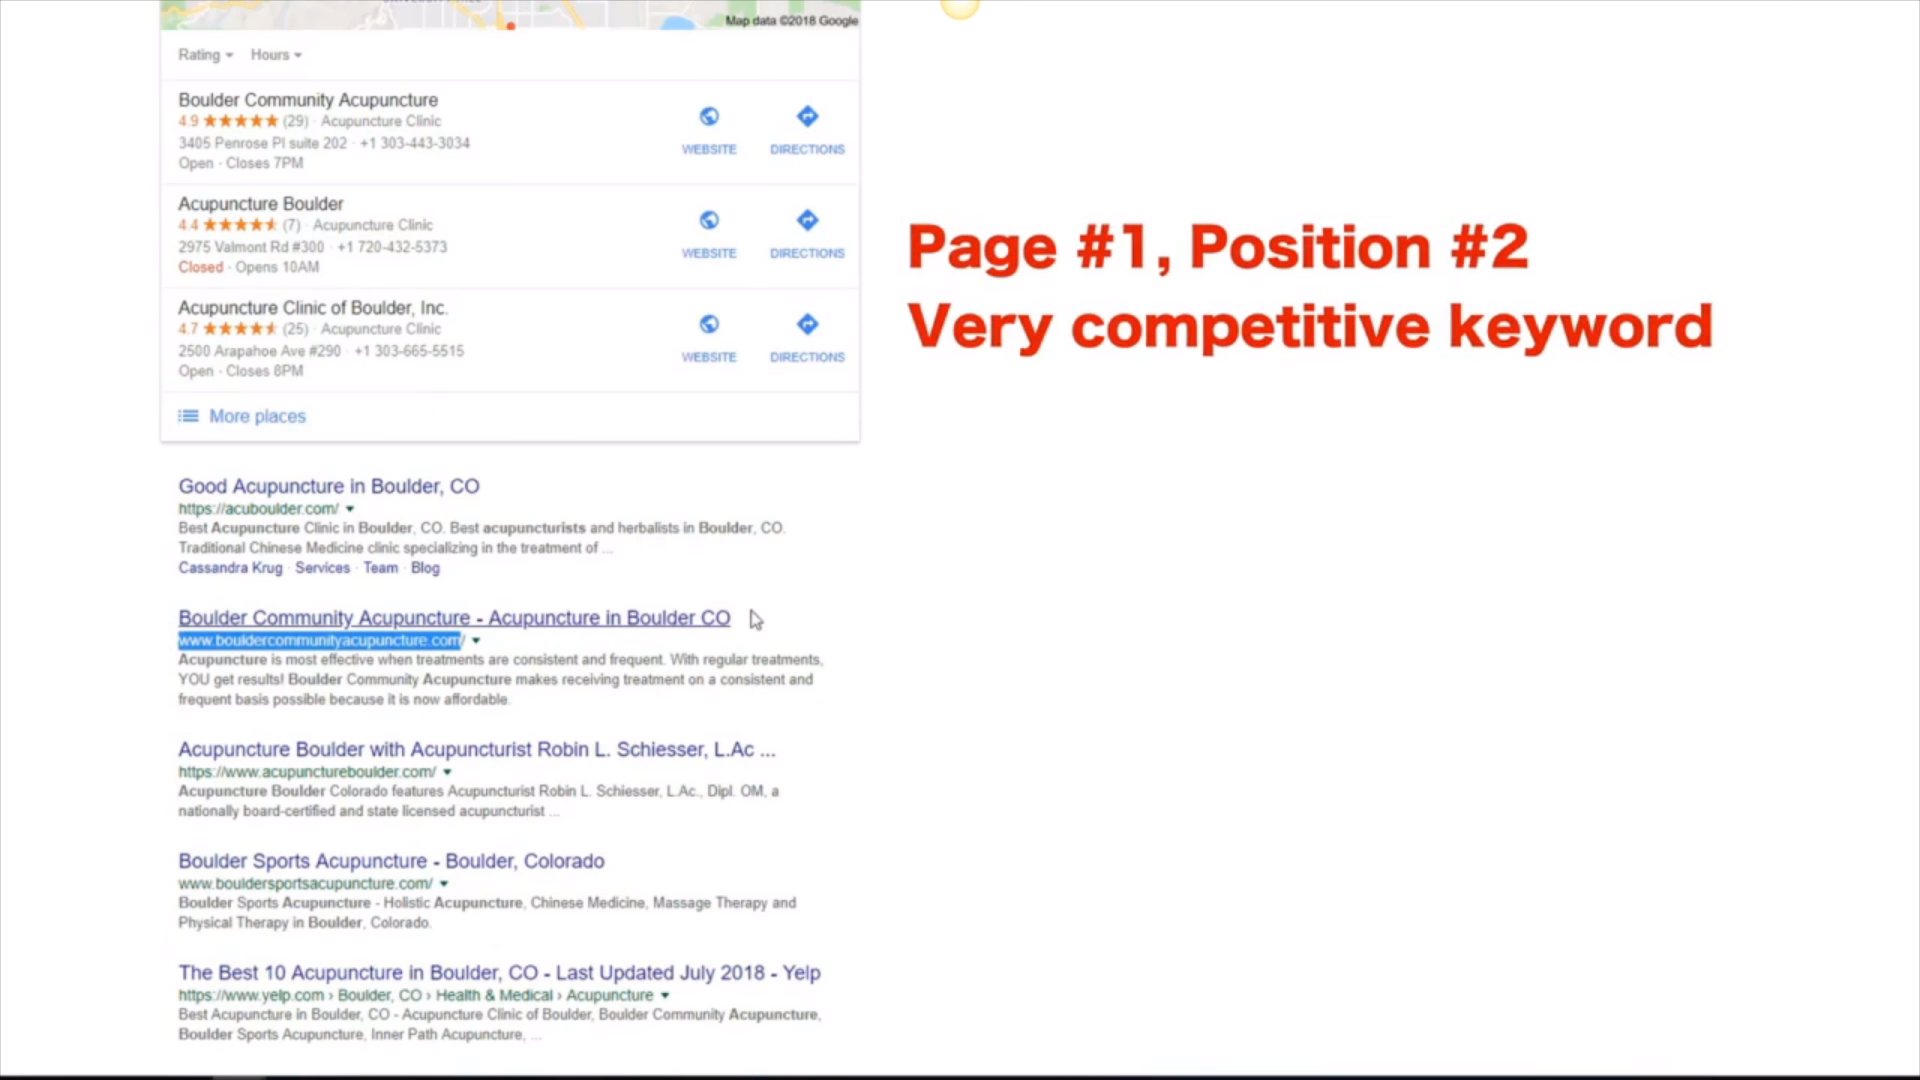 Map data ©2018 Google
Rating
Hours
Boulder Community Acupuncture
4.9 (29) · Acupuncture Clinic
3405 Penrose Pl suite 202 · +1 303-443-3034
Open · Closes 7PM
WEBSITE
DIRECTIONS
Acupuncture Boulder
4.4 (7) · Acupuncture Clinic
2975 Valmont Rd #300 · +1 720-432-5373
Closed · Opens 10AM
WEBSITE
DIRECTIONS
Acupuncture Clinic of Boulder, Inc.
4.7 (25) · Acupuncture Clinic
2500 Arapahoe Ave #290 · +1 303-665-5515
Open · Closes 8PM
WEBSITE
DIRECTIONS
More places
Page #1, Position #2
Very competitive keyword
Good Acupuncture in Boulder, CO
https://acuboulder.com/
Best Acupuncture Clinic in Boulder, CO. Best acupuncturists and herbalists in Boulder, CO.
Traditional Chinese Medicine clinic specializing in the treatment of ...
Cassandra Krug · Services · Team · Blog
Boulder Community Acupuncture - Acupuncture in Boulder CO
www.bouldercommunityacupuncture.com/
Acupuncture is most effective when treatments are consistent and frequent. With regular treatments,
YOU get results! Boulder Community Acupuncture makes receiving treatment on a consistent and
frequent basis possible because it is now affordable.
Acupuncture Boulder with Acupuncturist Robin L. Schiesser, L.Ac ...
https://www.acupunctureboulder.com/
Acupuncture Boulder Colorado features Acupuncturist Robin L. Schiesser, L.Ac., Dipl. OM, a
nationally board-certified and state licensed acupuncturist ...
Boulder Sports Acupuncture - Boulder, Colorado
www.bouldersportsacupuncture.com/
Boulder Sports Acupuncture - Holistic Acupuncture, Chinese Medicine, Massage Therapy and
Physical Therapy in Boulder, Colorado.
The Best 10 Acupuncture in Boulder, CO - Last Updated July 2018 - Yelp
https://www.yelp.com › Boulder, CO › Health & Medical › Acupuncture
Best Acupuncture in Boulder, CO - Acupuncture Clinic of Boulder, Boulder Community Acupuncture,
Boulder Sports Acupuncture, Inner Path Acupuncture, ...